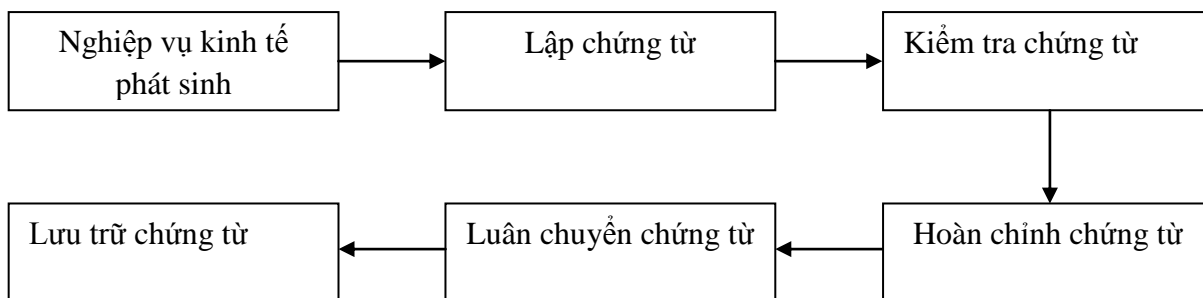 Nghiệp vụ kinh tế
phát sinh
Lập chứng từ
Kiểm tra chứng từ
Lưu trữ chứng từ
Luân chuyển chứng từ
Hoàn chỉnh chứng từ